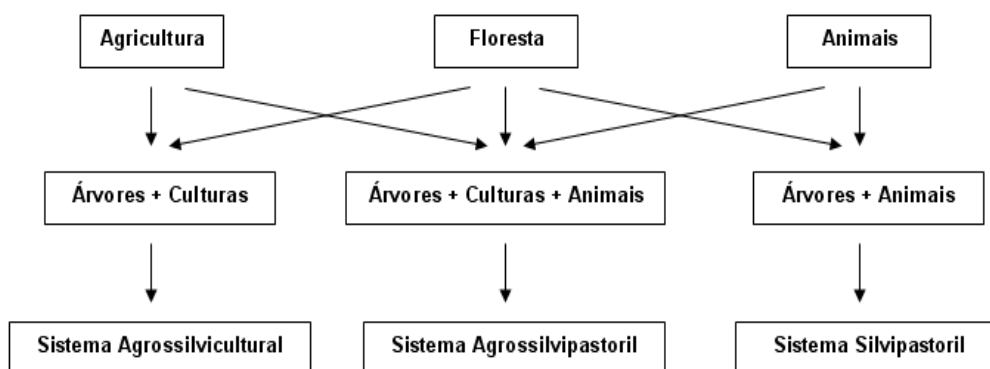 Agricultura
Floresta
Animais
Árvores + Culturas
Árvores + Culturas + Animais
Árvores + Animais
Sistema Agrossilvicultural
Sistema Agrossilvipastoril
Sistema Silvipastoril